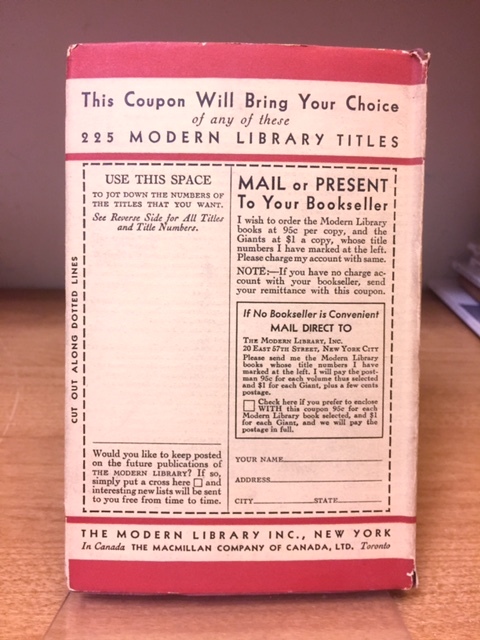 This Coupon Will Bring Your Choice
of any of these
225 MODERN LIBRARY TITLES
CUT OUT ALONG DOTTED LINES
USE THIS SPACE
TO JOT DOWN THE NUMBERS OF
THE TITLES THAT YOU WANT.
See Reverse Side for All Titles
and Title Numbers.
Would you like to keep posted
on the future publications of
THE MODERN LIBRARY? If so,
simply put a cross here □ and
interesting new lists will be sent
to you free from time to time.
MAIL or PRESENT
To Your Bookseller
I wish to order the Modern Library
books at 95c per copy, and the
Giants at $1 a copy, whose title
numbers I have marked at the left.
Please charge my account with same.
NOTE:—If you have no charge ac-
count with your bookseller, send
your remittance with this coupon.
If No Bookseller is Convenient
MAIL DIRECT TO
THE MODERN LIBRARY, INC.
20 EAST 57TH STREET, NEW YORK CITY
Please send me the Modern Library
books whose title numbers I have
marked at the left. I will pay the post-
man 95c for each volume thus selected
and $1 for each Giant, plus a few cents
postage.
□ Check here if you prefer to enclose
WITH this coupon 95c for each
Modern Library book selected, and $1
for each Giant, and we will pay the
postage in full.
YOUR NAME
ADDRESS
CITY STATE
THE MODERN LIBRARY INC., NEW YORK
In Canada THE MACMILLAN COMPANY OF CANADA, LTD. Toronto